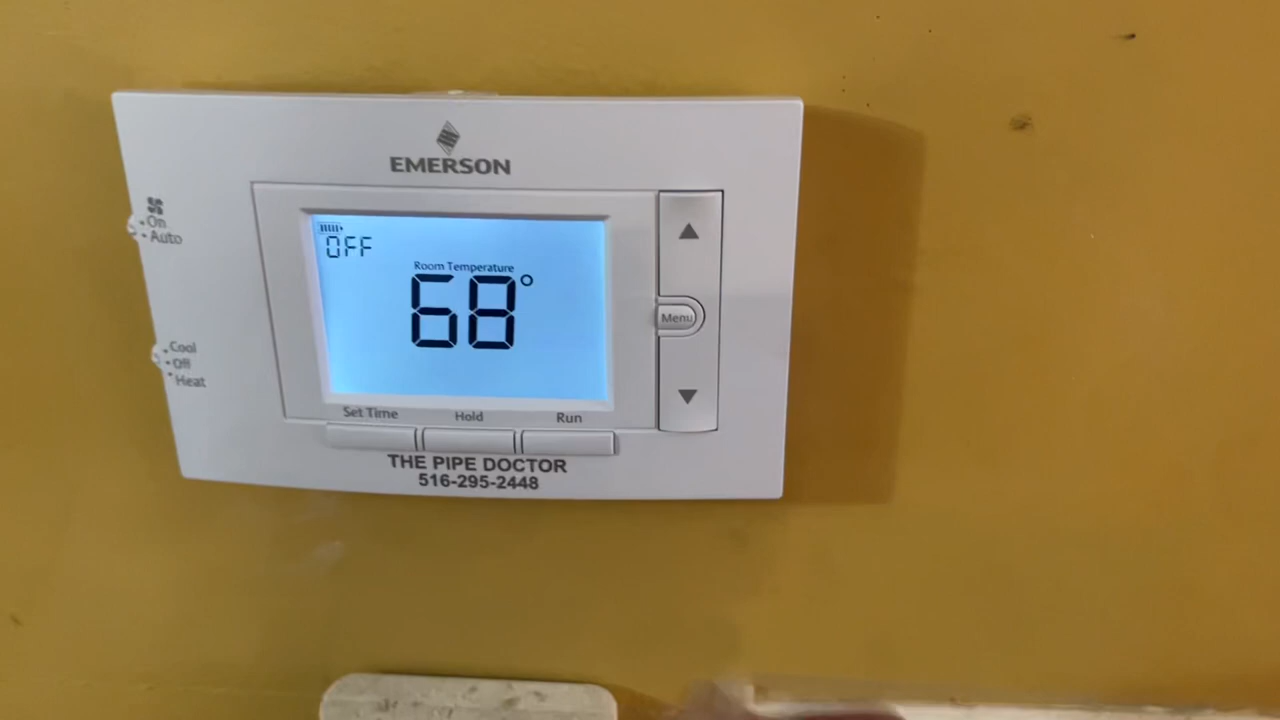 EMERSON
On
Auto
OFF
Room Temperature
68°
Menu
Cool
Off
Heat
Set Time
Hold
Run
THE PIPE DOCTOR
516-295-2448